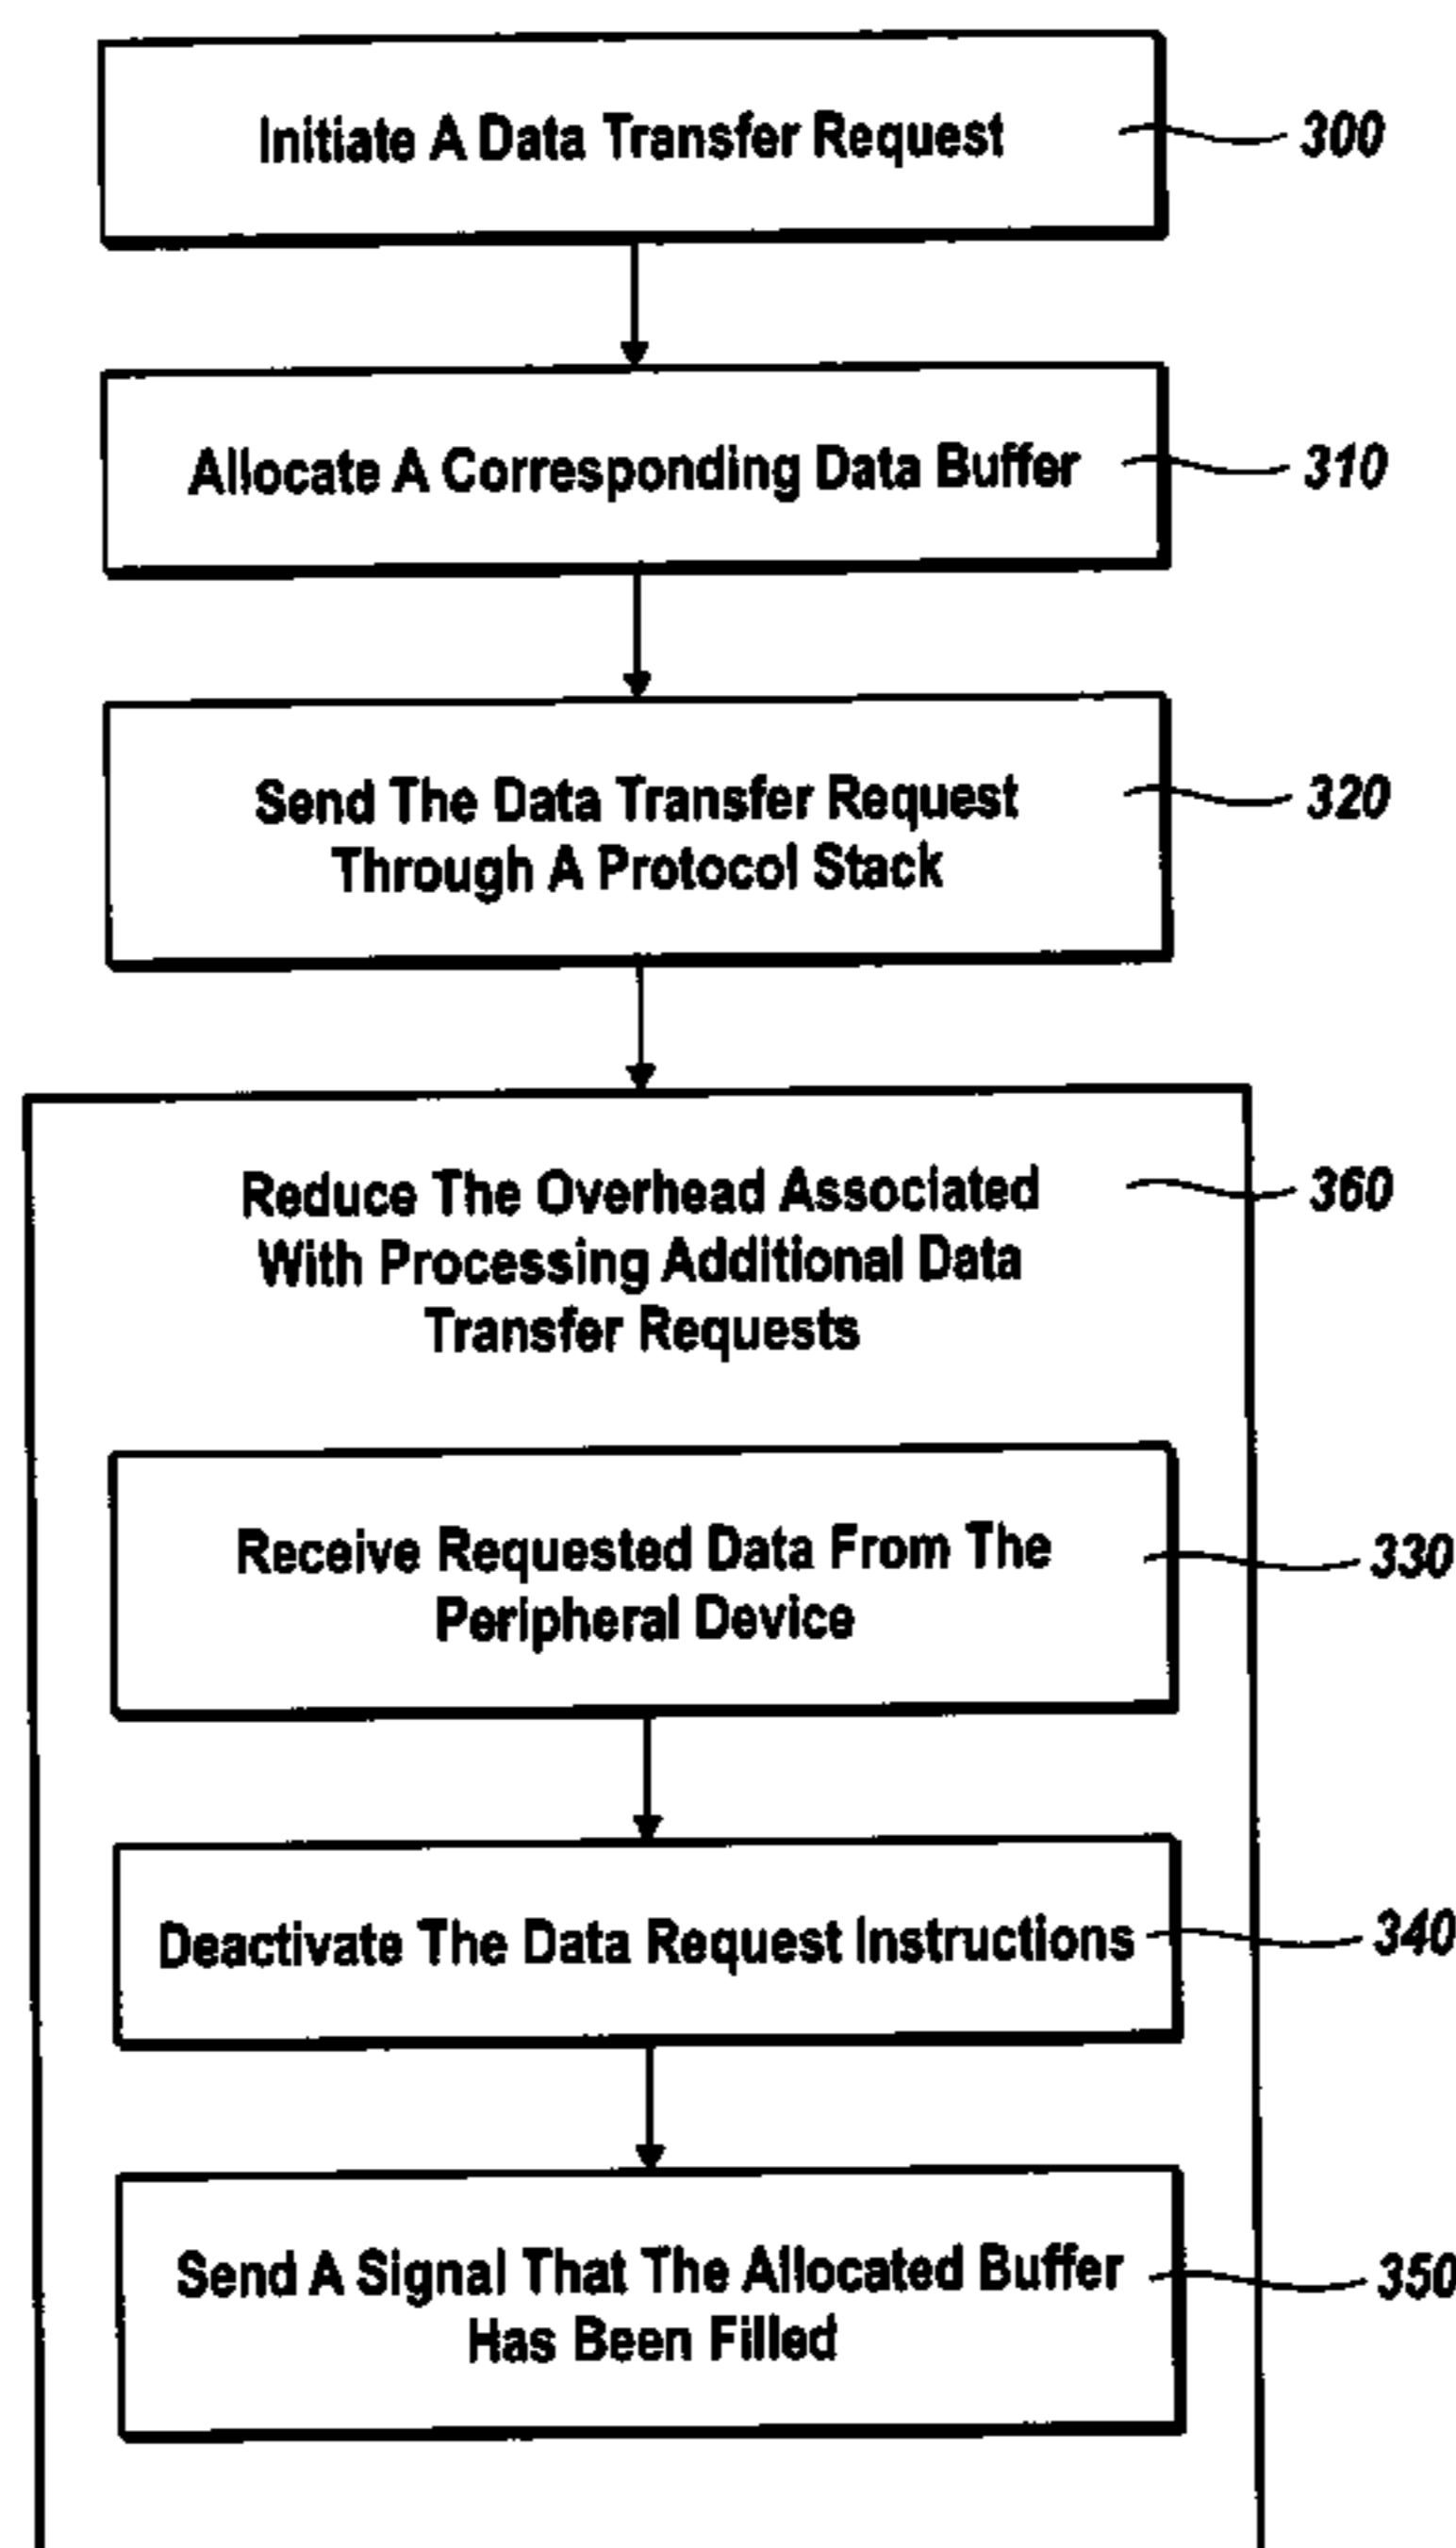 Initiate A Data Transfer Request
300
Allocate A Corresponding Data Buffer
310
Send The Data Transfer Request
Through A Protocol Stack
320
Reduce The Overhead Associated
With Processing Additional Data
Transfer Requests
360
Receive Requested Data From The
Peripheral Device
330
Deactivate The Data Request Instructions
340
Send A Signal That The Allocated Buffer
Has Been Filled
350